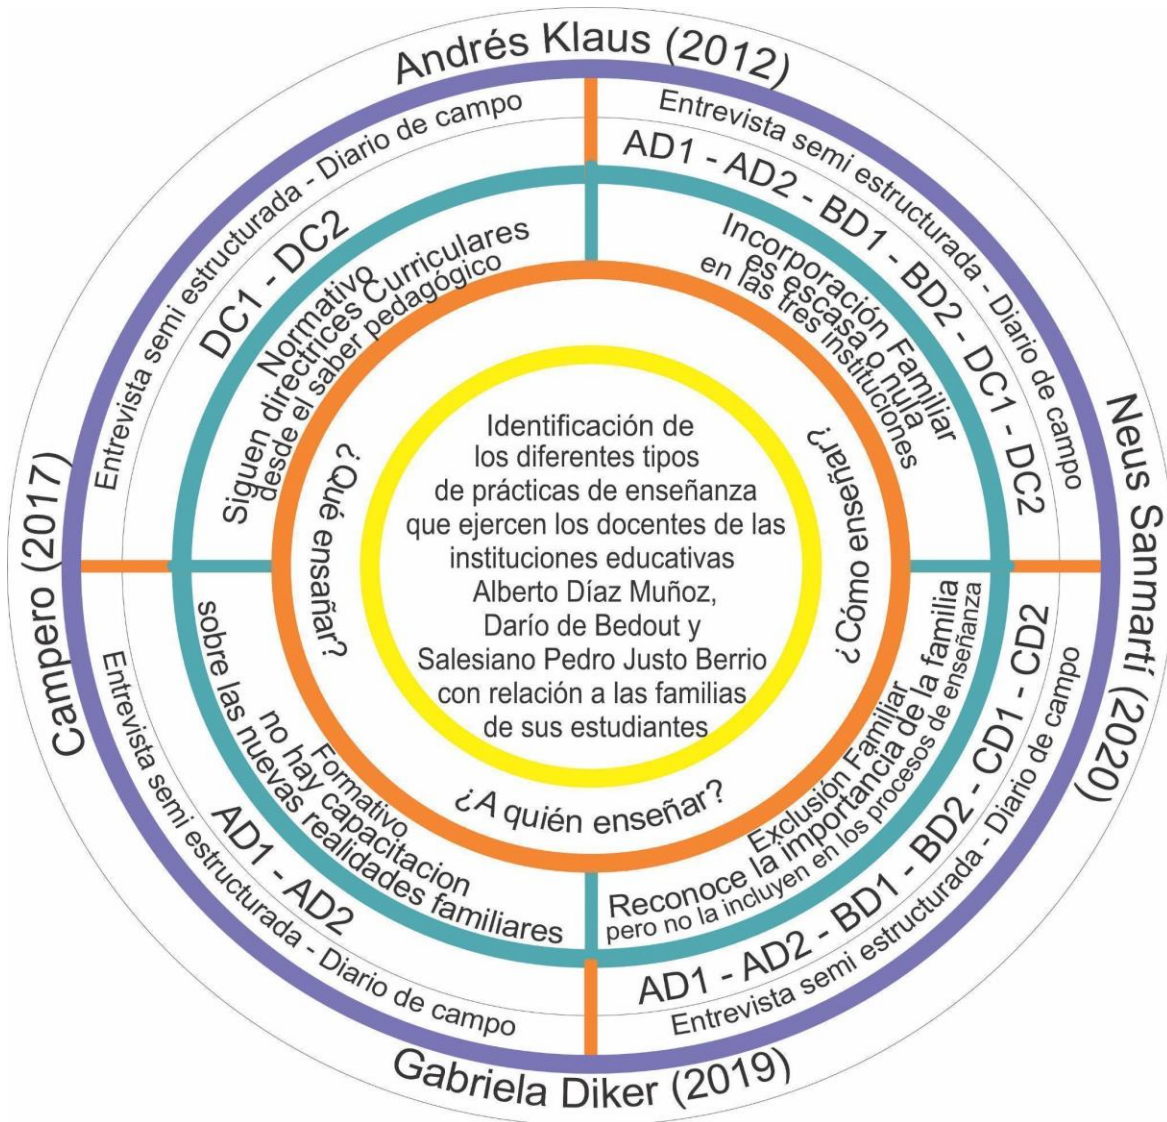 Andrés Klaus (2012)
Neus Sanmartí (2020)
Gabriela Diker (2019)
Campero (2017)
Entrevista semi estructurada - Diario de campo
DC1 - DC2
Normativo
Siguen directrices Curriculares
desde el saber pedagógico
Entrevista semi estructurada - Diario de campo
AD1 - AD2 - BD1 - BD2 - DC1 - DC2
Incorporación Familiar
es escasa o nula
en las tres instituciones
¿Qué ensañar?
¿Cómo enseñar?
¿A quién enseñar?
Identificación de
los diferentes tipos
de prácticas de enseñanza
que ejercen los docentes de las
instituciones educativas
Alberto Díaz Muñoz,
Darío de Bedout y
Salesiano Pedro Justo Berrio
con relación a las familias
de sus estudiantes
sobre las nuevas realidades familiares
no hay capacitacion
Formativo
AD1 - AD2
Entrevista semi estructurada - Diario de campo
Exclusión Familiar
Reconoce la importancia de la familia
pero no la incluyen en los procesos de enseñanza
AD1 - AD2 - BD1 - BD2 - CD1 - CD2
Entrevista semi estructurada - Diario de campo